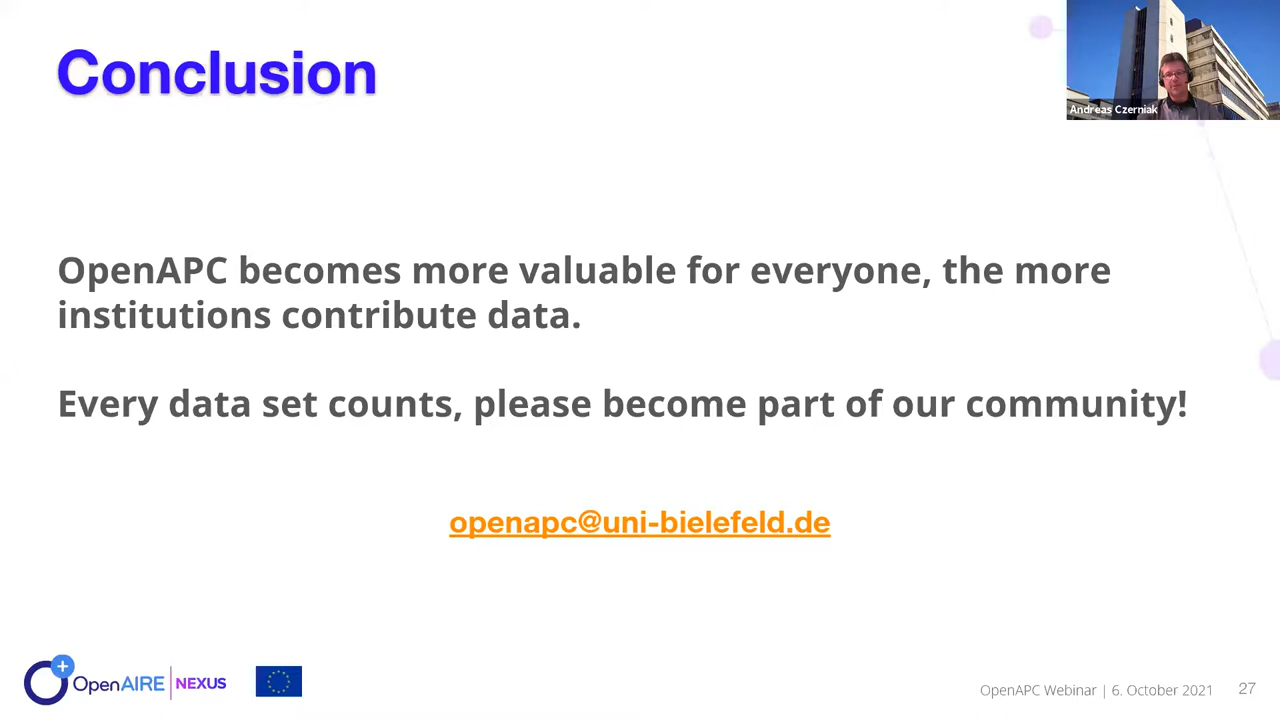 Conclusion
Andreas Czerniak
OpenAPC becomes more valuable for everyone, the more
institutions contribute data.
Every data set counts, please become part of our community!
openapc@uni-bielefeld.de
OpenAIRE | NEXUS
OpenAPC Webinar | 6. October 2021
27